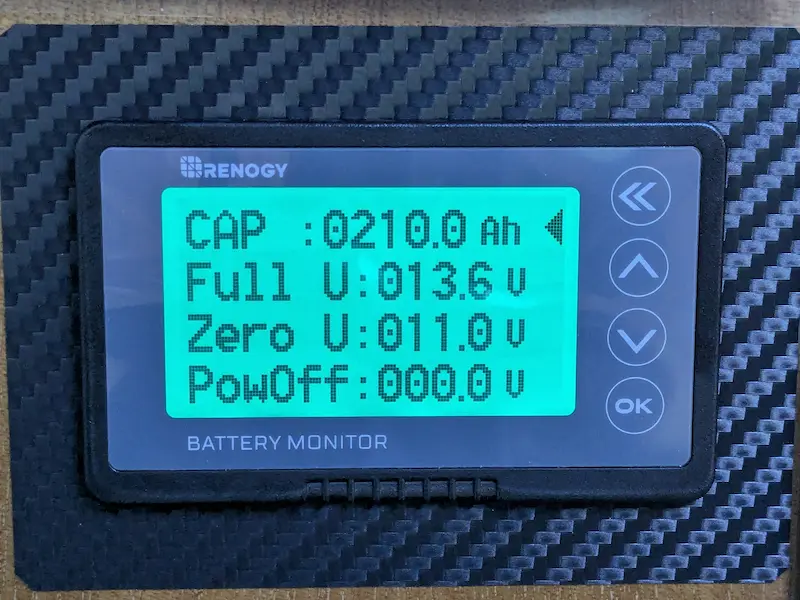 RENOGY
CAP :0210.0 Ah
Full U:013.6 V
Zero U:011.0 V
PowOff:000.0 V
OK
BATTERY MONITOR